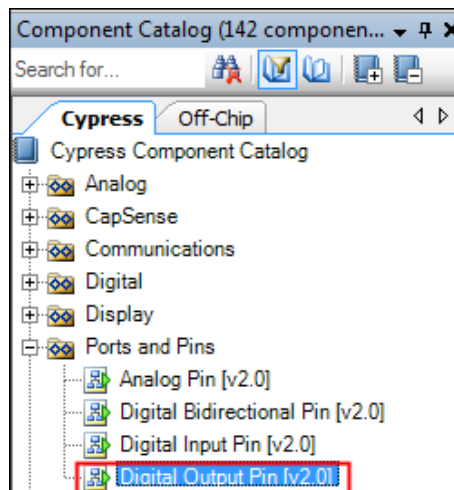 Component Catalog (142 componen...
Search for...
Cypress Off-Chip
Cypress Component Catalog
Analog
CapSense
Communications
Digital
Display
Ports and Pins
Analog Pin [v2.0]
Digital Bidirectional Pin [v2.0]
Digital Input Pin [v2.0]
Digital Output Pin [v2.0]